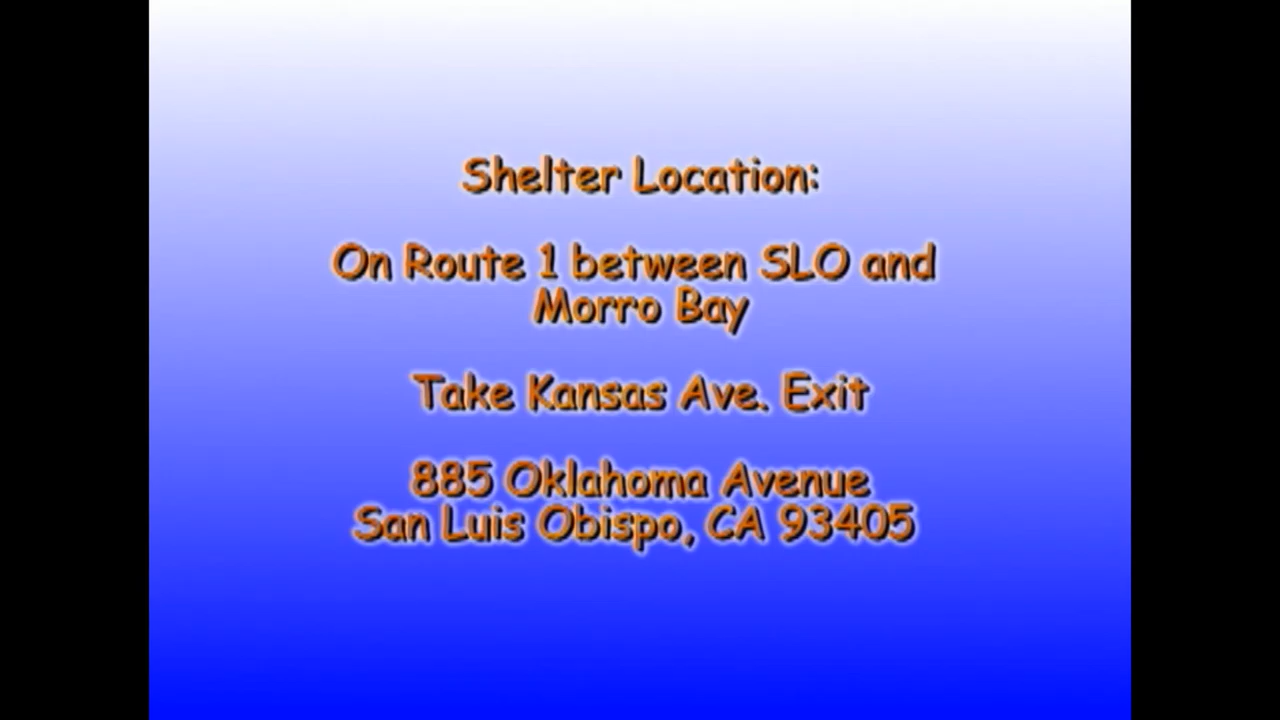 Shelter Location:
On Route 1 between SLO and
Morro Bay
Take Kansas Ave. Exit
885 Oklahoma Avenue
San Luis Obispo, CA 93405